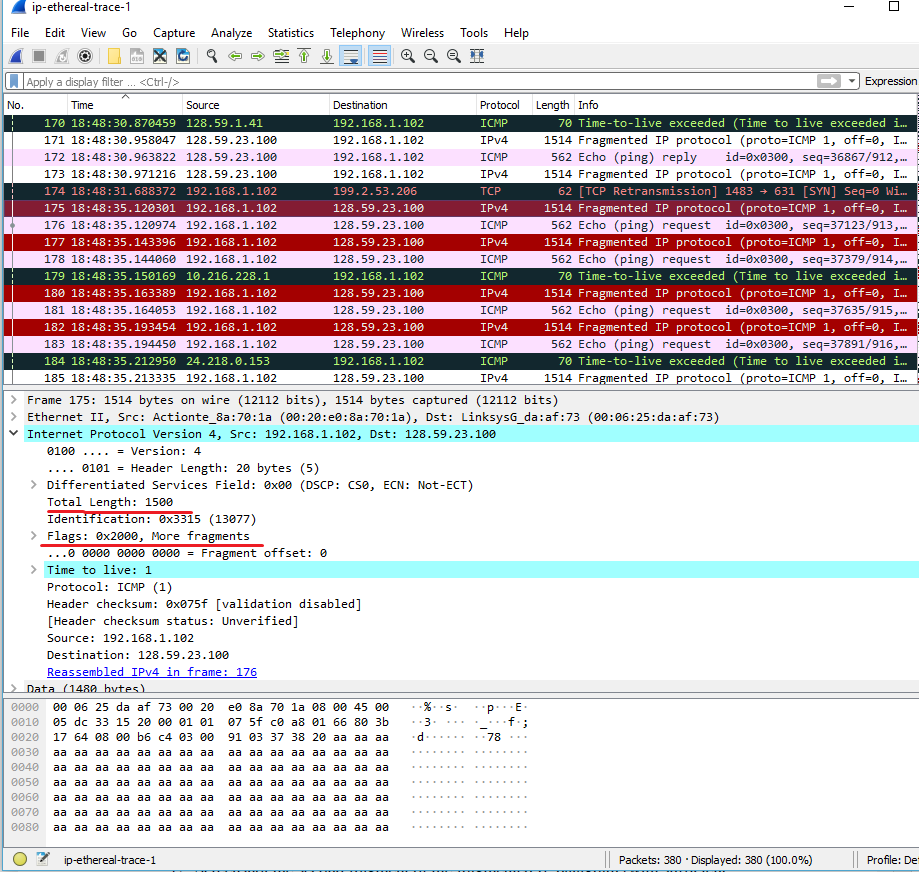 ip-ethereal-trace-1
File Edit View Go Capture Analyze Statistics Telephony Wireless Tools Help
Apply a display filter ... <Ctrl-/> Expression
No. Time Source Destination Protocol Length Info
170 18:48:30.870459 128.59.1.41 192.168.1.102 ICMP 70 Time-to-live exceeded (Time to live exceeded i…
171 18:48:30.958047 128.59.23.100 192.168.1.102 IPv4 1514 Fragmented IP protocol (proto=ICMP 1, off=0, I…
172 18:48:30.963822 128.59.23.100 192.168.1.102 ICMP 562 Echo (ping) reply id=0x0300, seq=36867/912,…
173 18:48:30.971216 128.59.23.100 192.168.1.102 IPv4 1514 Fragmented IP protocol (proto=ICMP 1, off=0, I…
174 18:48:31.688372 192.168.1.102 199.2.53.206 TCP 62 [TCP Retransmission] 1483 → 631 [SYN] Seq=0 Wi…
175 18:48:35.120301 192.168.1.102 128.59.23.100 IPv4 1514 Fragmented IP protocol (proto=ICMP 1, off=0, I…
176 18:48:35.120974 192.168.1.102 128.59.23.100 ICMP 562 Echo (ping) request id=0x0300, seq=37123/913,…
177 18:48:35.143396 192.168.1.102 128.59.23.100 IPv4 1514 Fragmented IP protocol (proto=ICMP 1, off=0, I…
178 18:48:35.144060 192.168.1.102 128.59.23.100 ICMP 562 Echo (ping) request id=0x0300, seq=37379/914,…
179 18:48:35.150169 10.216.228.1 192.168.1.102 ICMP 70 Time-to-live exceeded (Time to live exceeded i…
180 18:48:35.163389 192.168.1.102 128.59.23.100 IPv4 1514 Fragmented IP protocol (proto=ICMP 1, off=0, I…
181 18:48:35.164053 192.168.1.102 128.59.23.100 ICMP 562 Echo (ping) request id=0x0300, seq=37635/915,…
182 18:48:35.193454 192.168.1.102 128.59.23.100 IPv4 1514 Fragmented IP protocol (proto=ICMP 1, off=0, I…
183 18:48:35.194450 192.168.1.102 128.59.23.100 ICMP 562 Echo (ping) request id=0x0300, seq=37891/916,…
184 18:48:35.212950 24.218.0.153 192.168.1.102 ICMP 70 Time-to-live exceeded (Time to live exceeded i…
185 18:48:35.213335 192.168.1.102 128.59.23.100 IPv4 1514 Fragmented IP protocol (proto=ICMP 1, off=0, I…
Frame 175: 1514 bytes on wire (12112 bits), 1514 bytes captured (12112 bits)
Ethernet II, Src: Actionte_8a:70:1a (00:20:e0:8a:70:1a), Dst: LinksysG_da:af:73 (00:06:25:da:af:73)
Internet Protocol Version 4, Src: 192.168.1.102, Dst: 128.59.23.100
0100 .... = Version: 4
.... 0101 = Header Length: 20 bytes (5)
Differentiated Services Field: 0x00 (DSCP: CS0, ECN: Not-ECT)
Total Length: 1500
Identification: 0x3315 (13077)
Flags: 0x2000, More fragments
...0 0000 0000 0000 = Fragment offset: 0
Time to live: 1
Protocol: ICMP (1)
Header checksum: 0x075f [validation disabled]
[Header checksum status: Unverified]
Source: 192.168.1.102
Destination: 128.59.23.100
Reassembled IPv4 in frame: 176
Data (1480 bytes)
0000 00 06 25 da af 73 00 20 e0 8a 70 1a 08 00 45 00 ··%··s· ··p···E·
0010 05 dc 33 15 20 00 01 01 07 5f c0 a8 01 66 80 3b ··3· ··· ·_···f·;
0020 17 64 08 00 b6 c4 03 00 91 03 37 38 20 aa aa aa ·d······ ··78 ···
0030 aa aa aa aa aa aa aa aa aa aa aa aa aa aa aa aa ········ ········
0040 aa aa aa aa aa aa aa aa aa aa aa aa aa aa aa aa ········ ········
0050 aa aa aa aa aa aa aa aa aa aa aa aa aa aa aa aa ········ ········
0060 aa aa aa aa aa aa aa aa aa aa aa aa aa aa aa aa ········ ········
0070 aa aa aa aa aa aa aa aa aa aa aa aa aa aa aa aa ········ ········
0080 aa aa aa aa aa aa aa aa aa aa aa aa aa aa aa aa ········ ········
ip-ethereal-trace-1 Packets: 380 · Displayed: 380 (100.0%) Profile: De